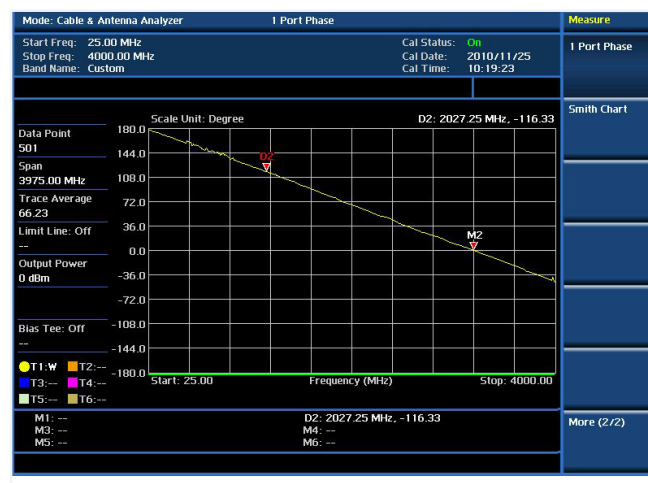 Mode: Cable & Antenna Analyzer 1 Port Phase Measure
Start Freq: 25.00 MHz Cal Status: On
Stop Freq: 4000.00 MHz Cal Date: 2010/11/25
Band Name: Custom Cal Time: 10:19:23
1 Port Phase
Smith Chart
More (2/2)
Scale Unit: Degree D2: 2027.25 MHz, -116.33
Data Point
501
Span
3975.00 MHz
Trace Average
66.23
Limit Line: Off
--
Output Power
0 dBm
Bias Tee: Off
--
T1:W T2:--
T3:-- T4:--
T5:-- T6:--
180.0
144.0
108.0
72.0
36.0
0.0
-36.0
-72.0
-108.0
-144.0
-180.0
D2
M2
Start: 25.00 Frequency (MHz) Stop: 4000.00
M1: -- D2: 2027.25 MHz, -116.33
M3: -- M4: --
M5: -- M6: --